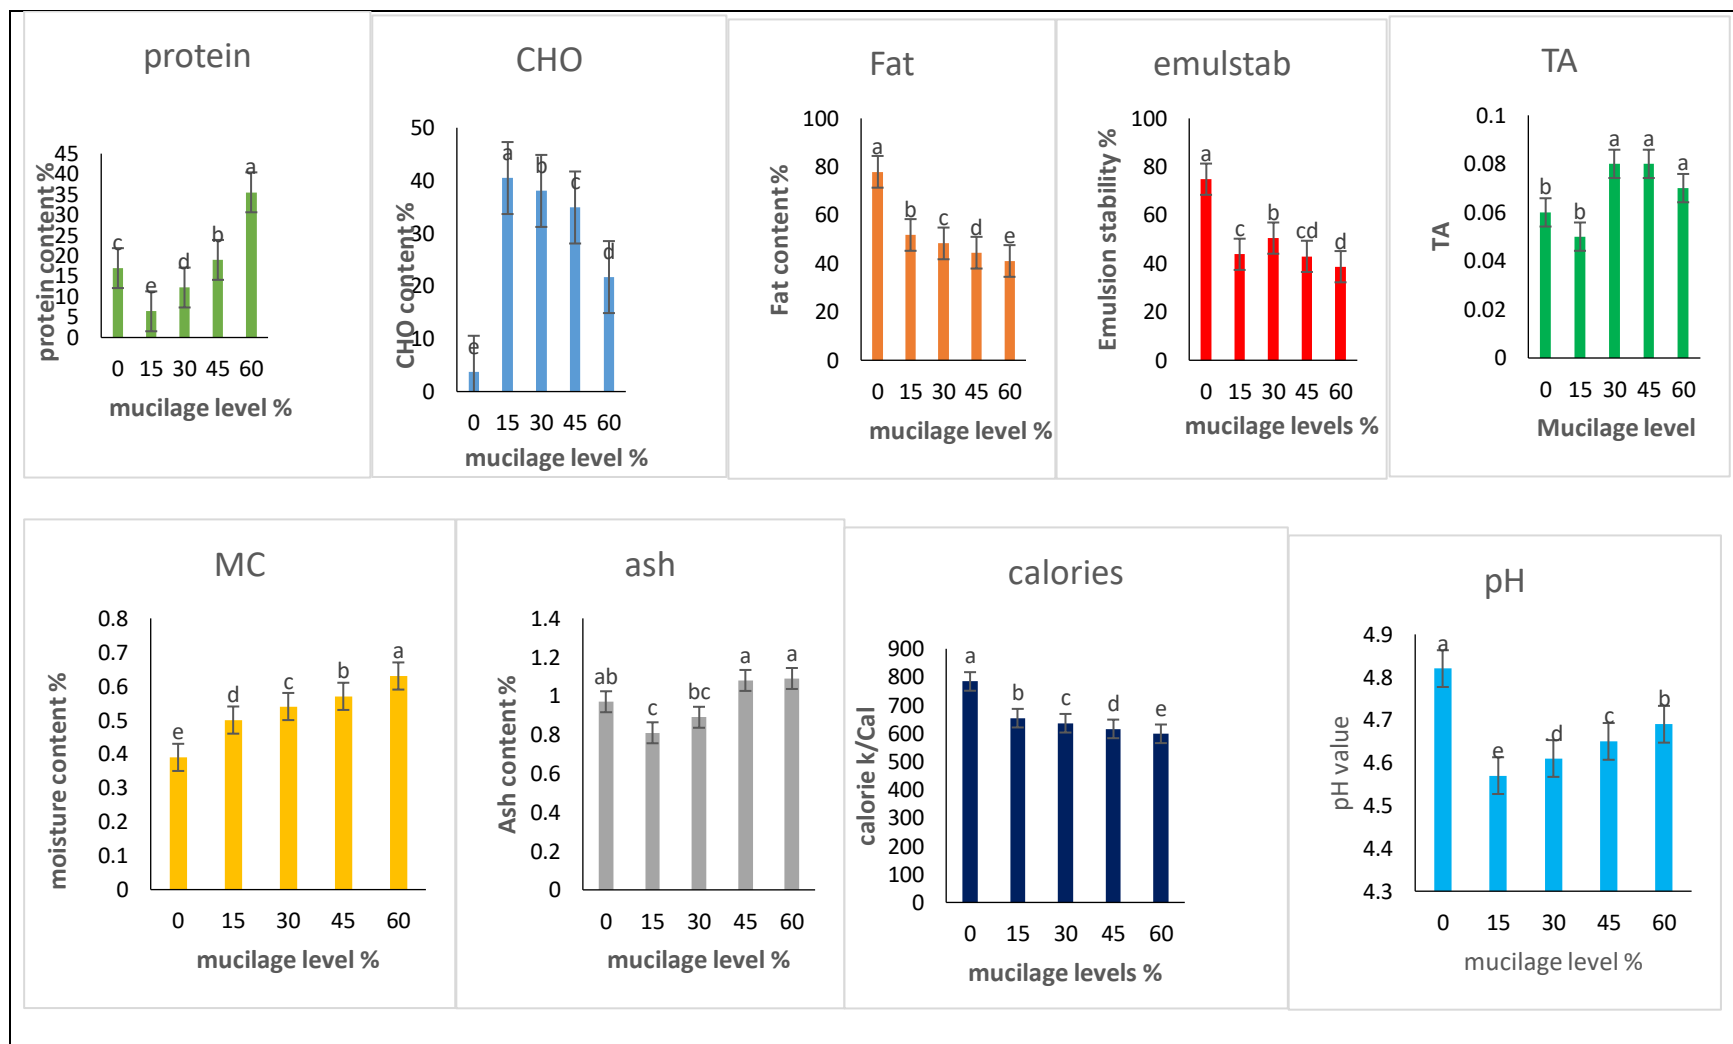 protein
protein content %
45
40
35
30
25
20
15
10
5
0
c
e
d
b
a
0 15 30 45 60
mucilage level %
CHO
CHO content %
50
40
30
20
10
0
e
a
b
c
d
0 15 30 45 60
mucilage level %
Fat
Fat content %
100
80
60
40
20
0
a
b
c
d
e
0 15 30 45 60
mucilage level %
emulstab
Emulsion stability %
100
80
60
40
20
0
a
c
b
cd
d
0 15 30 45 60
mucilage levels %
TA
TA
0.1
0.08
0.06
0.04
0.02
0
b
b
a
a
a
0 15 30 45 60
Mucilage level
MC
moisture content %
0.8
0.7
0.6
0.5
0.4
0.3
0.2
0.1
0
e
d
c
b
a
0 15 30 45 60
mucilage level %
ash
Ash content %
1.4
1.2
1
0.8
0.6
0.4
0.2
0
ab
c
bc
a
a
0 15 30 45 60
mucilage level %
calories
calorie k/Cal
900
800
700
600
500
400
300
200
100
0
a
b
c
d
e
0 15 30 45 60
mucilage levels %
pH
pH value
4.9
4.8
4.7
4.6
4.5
4.4
4.3
a
e
d
c
b
0 15 30 45 60
mucilage level %